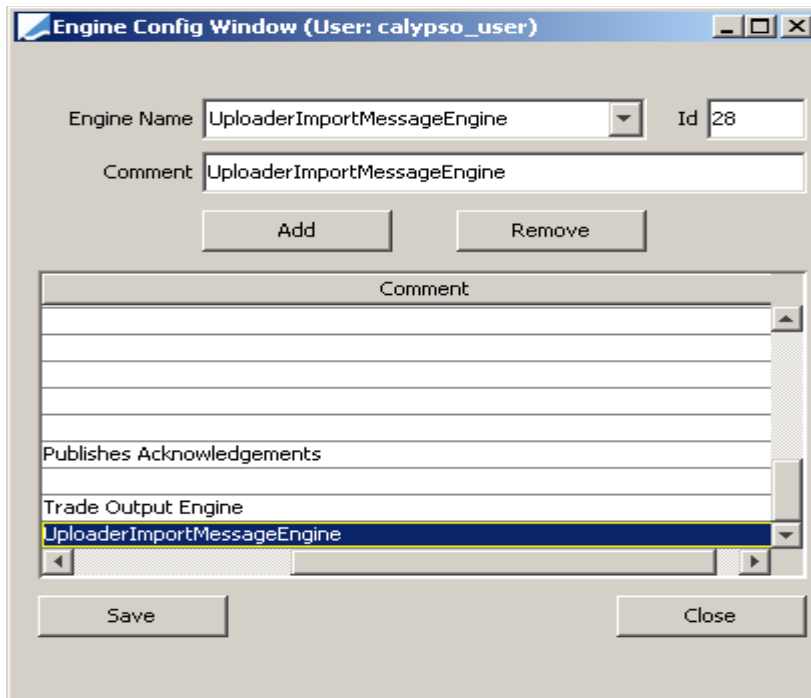 Engine Config Window (User: calypso_user)
Engine Name UploaderImportMessageEngine Id 28
Comment UploaderImportMessageEngine
Add Remove
Comment
Publishes Acknowledgements
Trade Output Engine
UploaderImportMessageEngine
Save Close